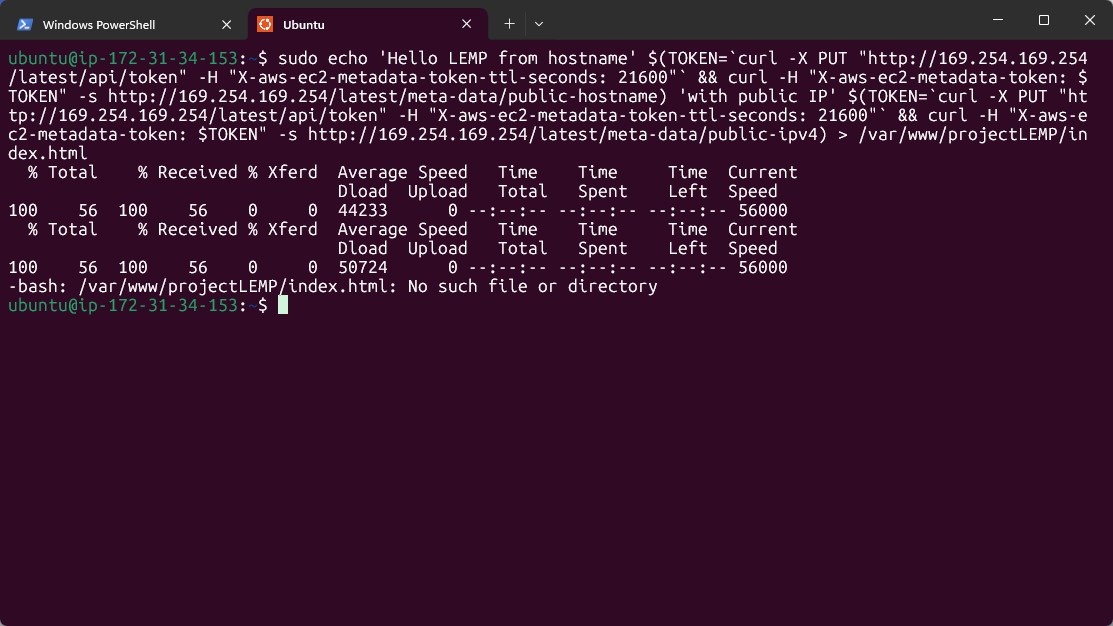 Windows PowerShell
Ubuntu
ubuntu@ip-172-31-34-153:~$ sudo echo 'Hello LEMP from hostname' $(TOKEN=`curl -X PUT "http://169.254.169.254
/latest/api/token" -H "X-aws-ec2-metadata-token-ttl-seconds: 21600"` && curl -H "X-aws-ec2-metadata-token: $
TOKEN" -s http://169.254.169.254/latest/meta-data/public-hostname) 'with public IP' $(TOKEN=`curl -X PUT "ht
tp://169.254.169.254/latest/api/token" -H "X-aws-ec2-metadata-token-ttl-seconds: 21600"` && curl -H "X-aws-e
c2-metadata-token: $TOKEN" -s http://169.254.169.254/latest/meta-data/public-ipv4) > /var/www/projectLEMP/in
dex.html
  % Total    % Received % Xferd  Average Speed   Time    Time     Time  Current
                                 Dload  Upload   Total   Spent    Left  Speed
100    56  100    56    0     0  44233      0 --:--:-- --:--:-- --:--:-- 56000
  % Total    % Received % Xferd  Average Speed   Time    Time     Time  Current
                                 Dload  Upload   Total   Spent    Left  Speed
100    56  100    56    0     0  50724      0 --:--:-- --:--:-- --:--:-- 56000
-bash: /var/www/projectLEMP/index.html: No such file or directory
ubuntu@ip-172-31-34-153:~$